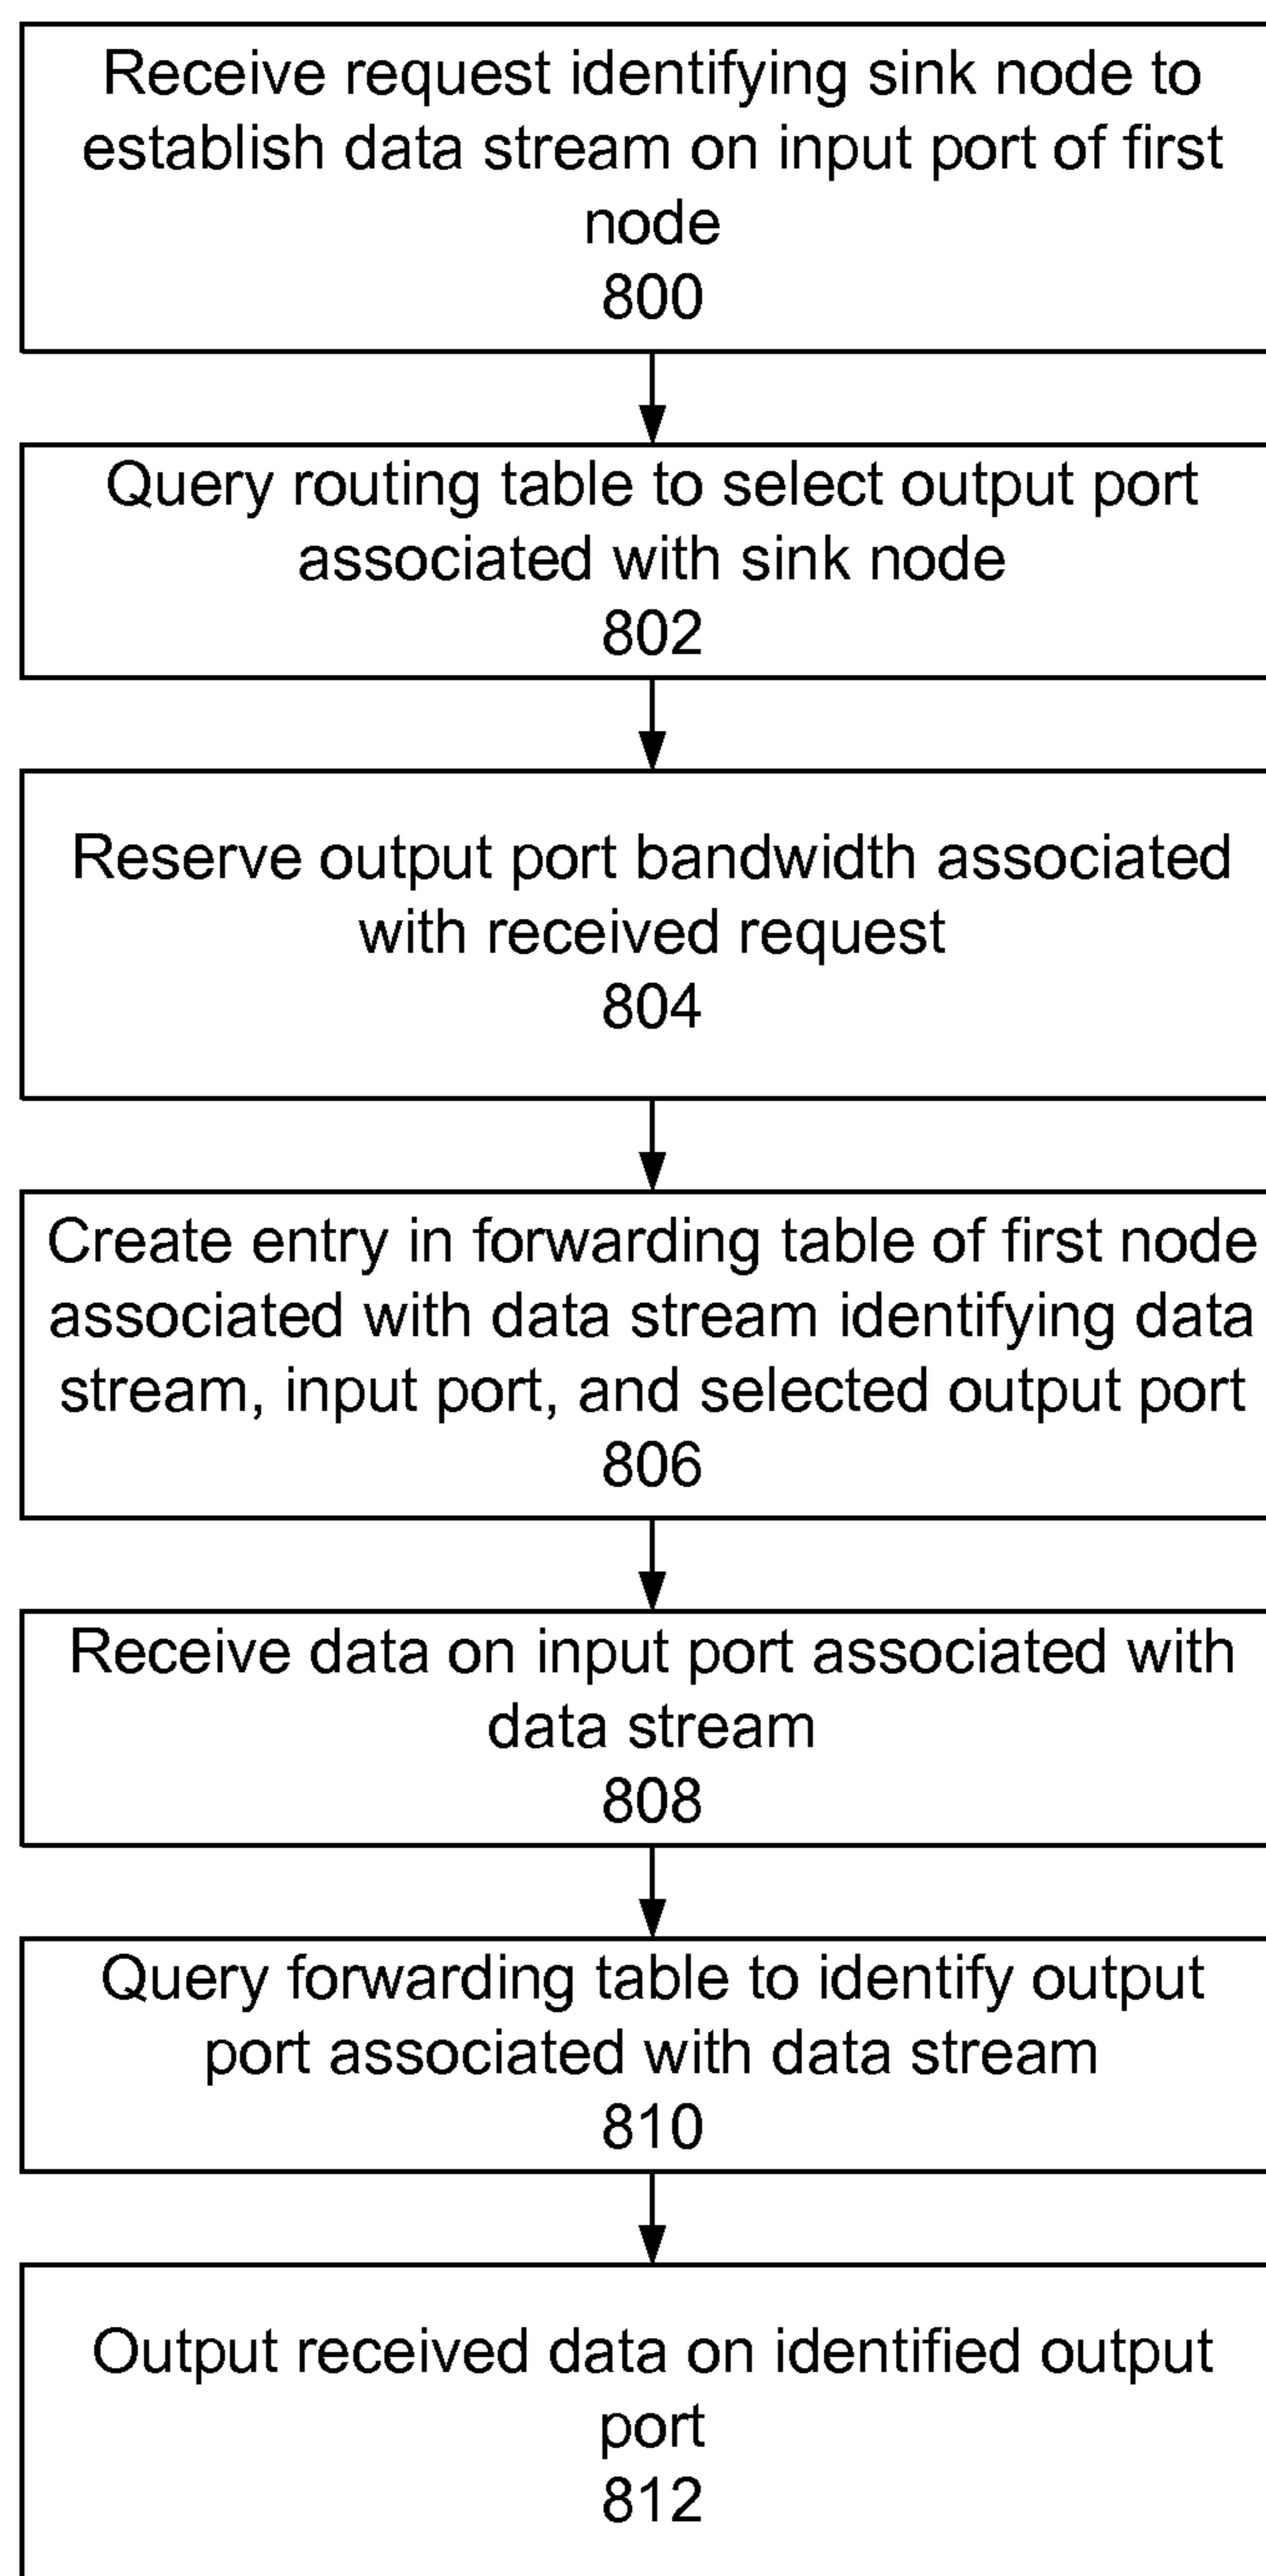 Receive request identifying sink node to
establish data stream on input port of first
node
800
Query routing table to select output port
associated with sink node
802
Reserve output port bandwidth associated
with received request
804
Create entry in forwarding table of first node
associated with data stream identifying data
stream, input port, and selected output port
806
Receive data on input port associated with
data stream
808
Query forwarding table to identify output
port associated with data stream
810
Output received data on identified output
port
812